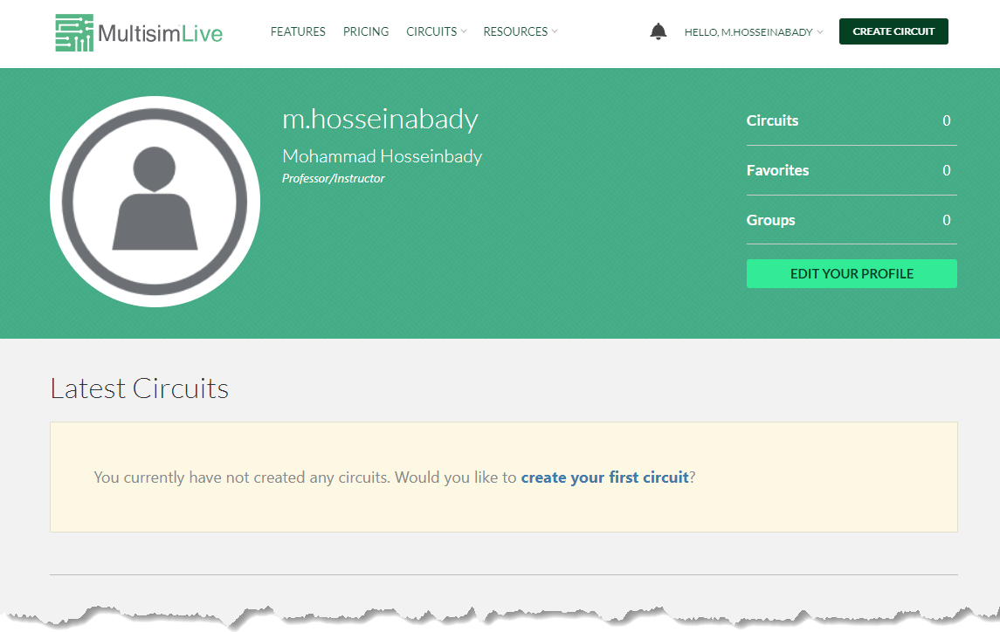 MultisimLive
FEATURES PRICING CIRCUITS RESOURCES
HELLO, M.HOSSEINABADY
CREATE CIRCUIT
m.hosseinabady
Mohammad Hosseinbady
Professor/Instructor
Circuits 0
Favorites 0
Groups 0
EDIT YOUR PROFILE
Latest Circuits
You currently have not created any circuits. Would you like to create your first circuit?